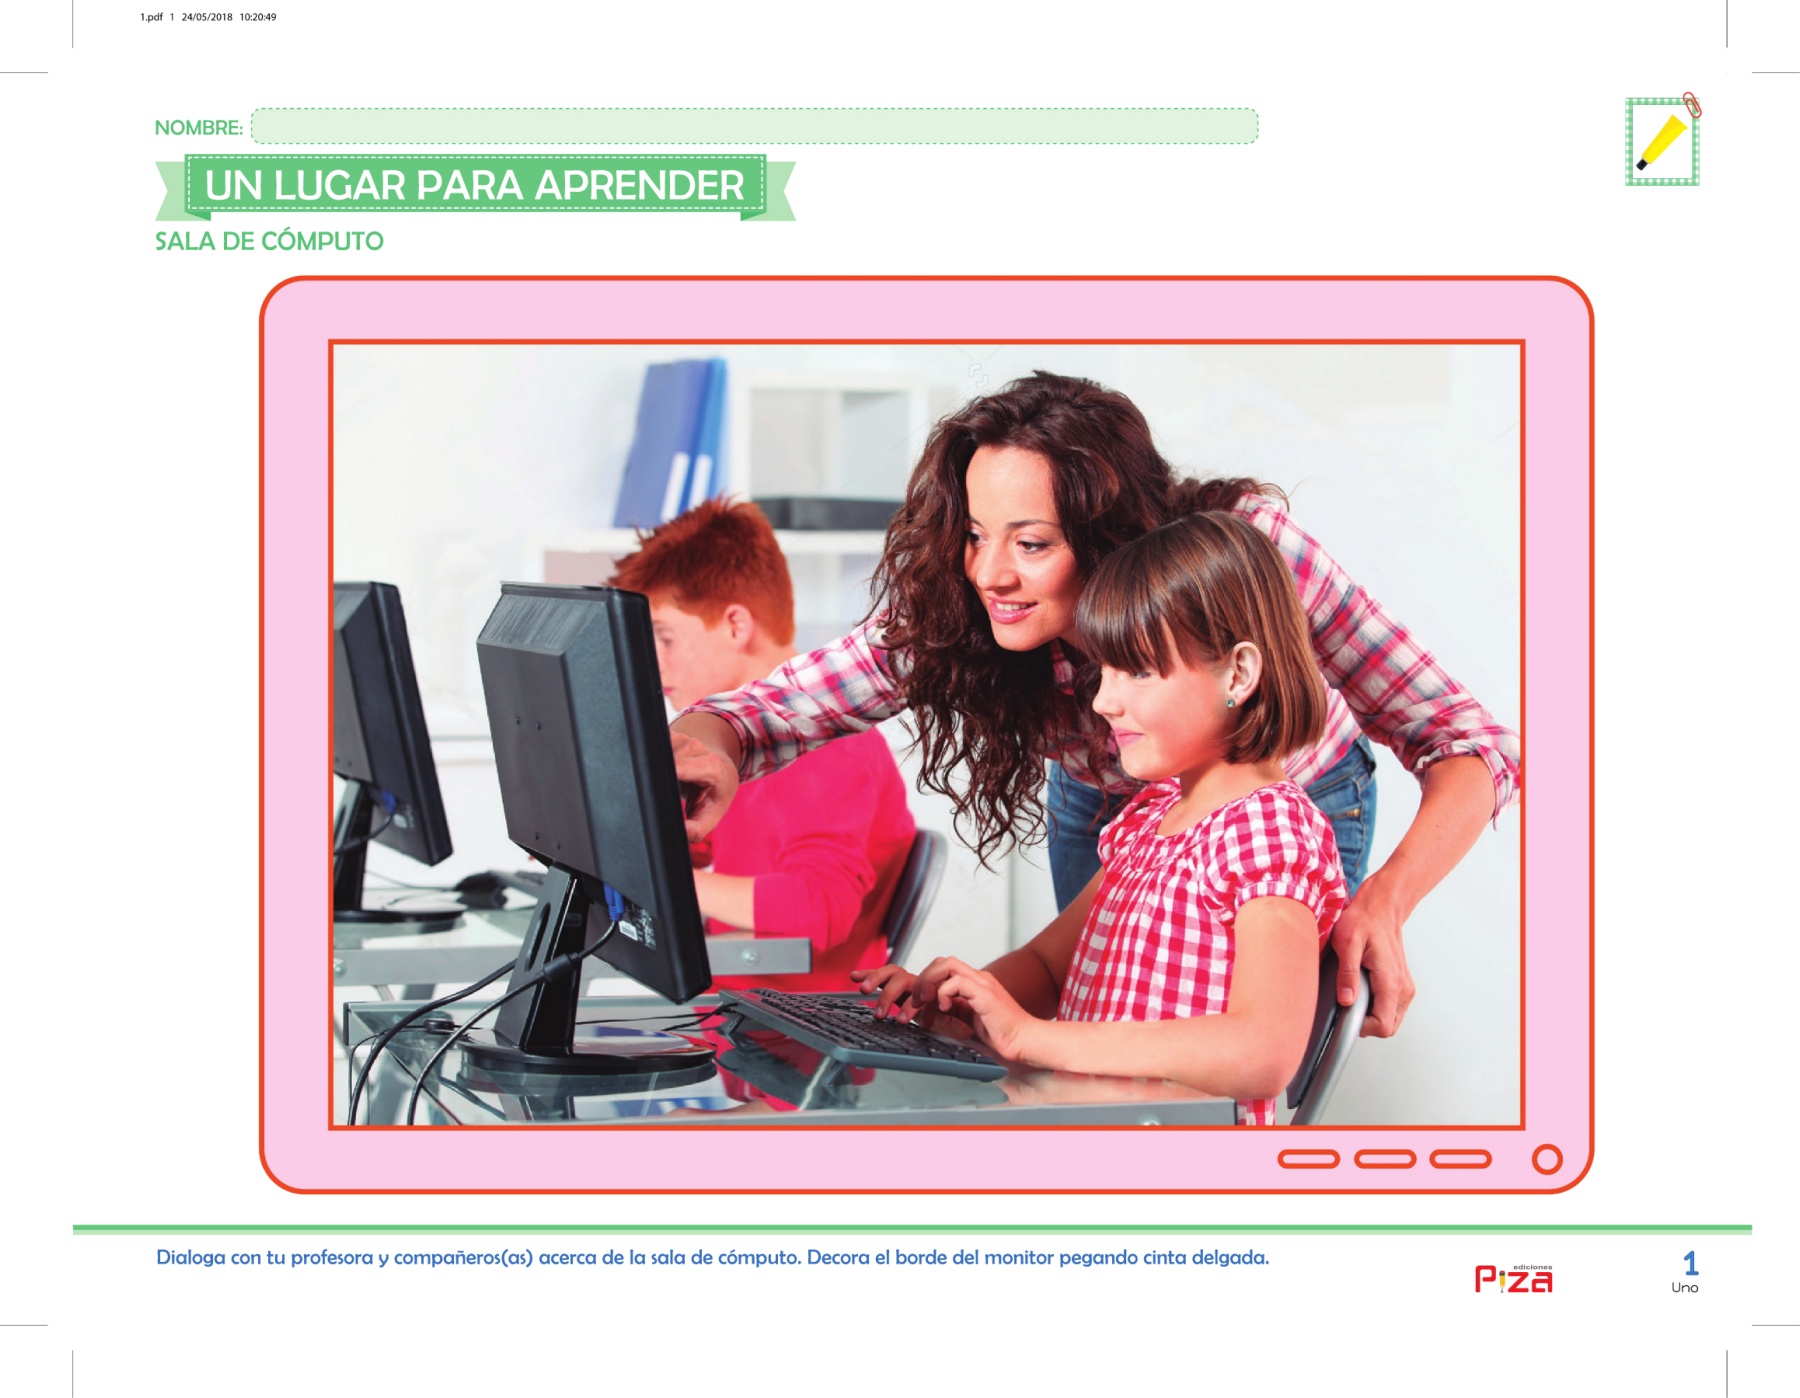 1.pdf 1 24/05/2018 10:20:49
NOMBRE:
UN LUGAR PARA APRENDER
SALA DE CÓMPUTO
Dialoga con tu profesora y compañeros(as) acerca de la sala de cómputo. Decora el borde del monitor pegando cinta delgada.
ediciones
Piza
1
Uno